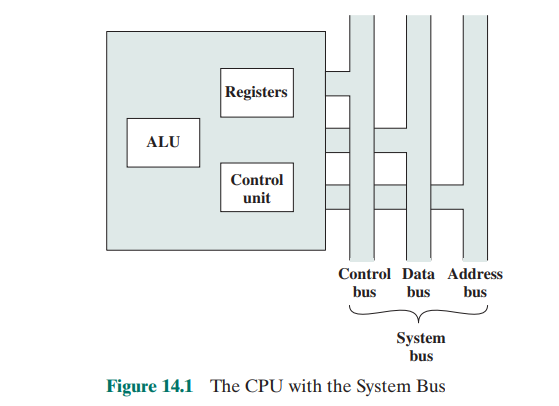 Registers
ALU
Control
unit
Control Data Address
bus bus bus
System
bus
Figure 14.1 The CPU with the System Bus